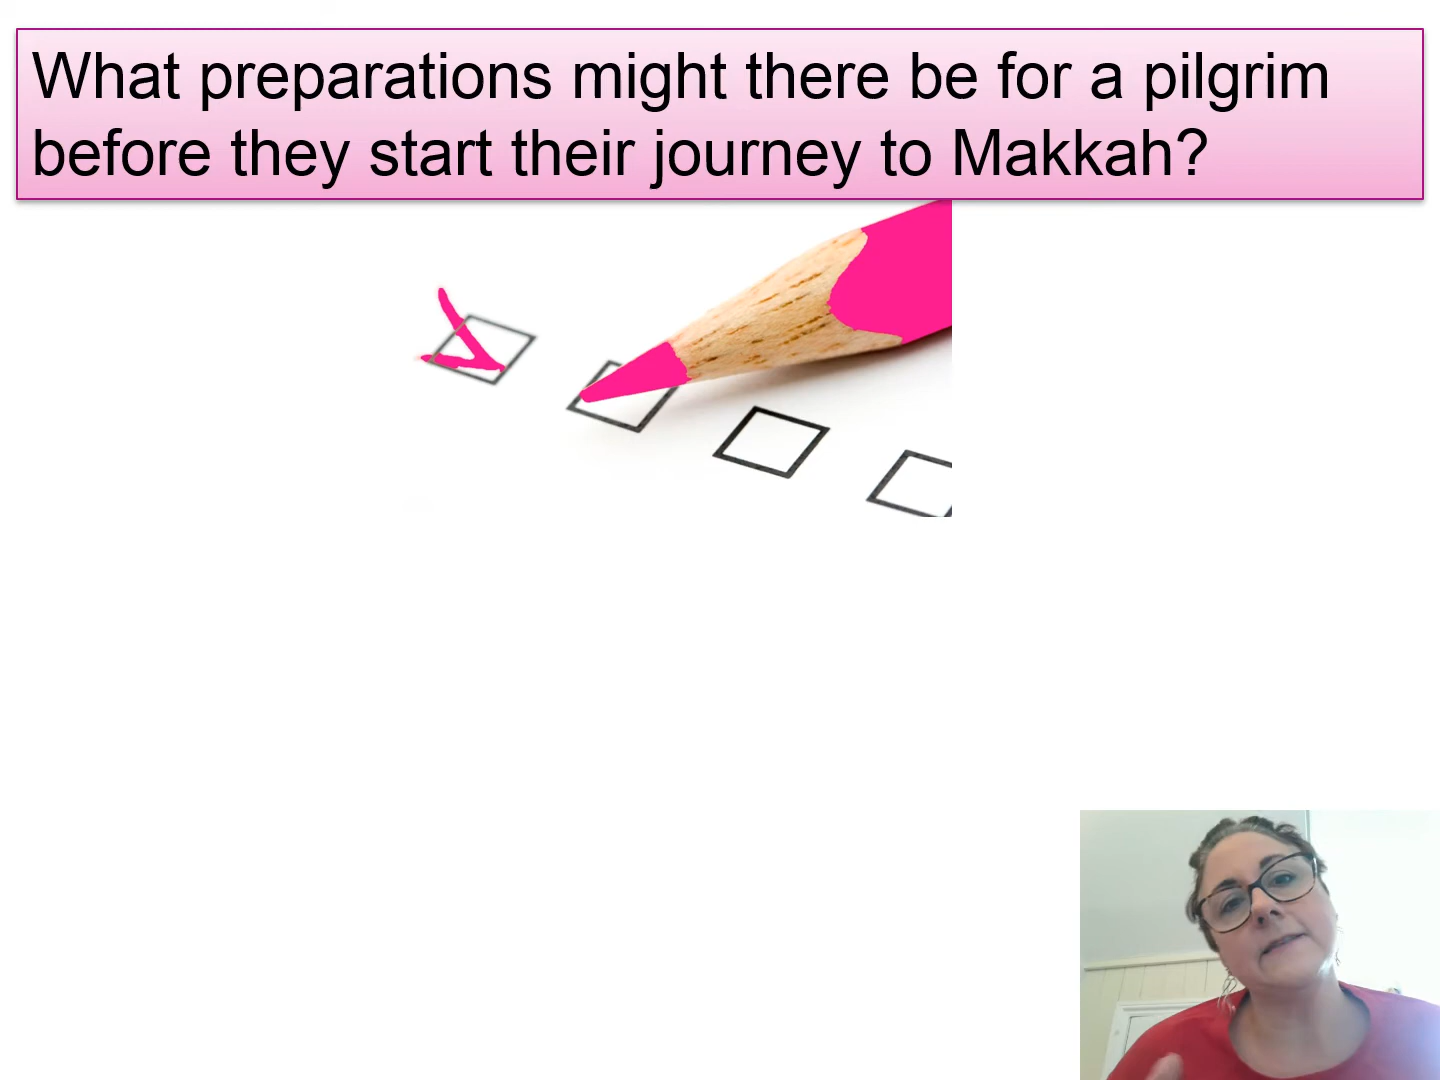 What preparations might there be for a pilgrim
before they start their journey to Makkah?